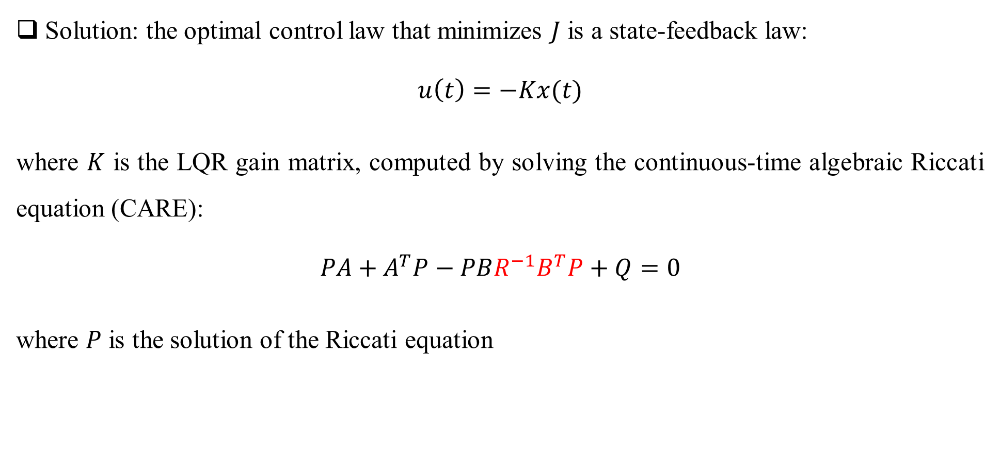 ❑ Solution: the optimal control law that minimizes J is a state-feedback law:
u(t) = −Kx(t)
where K is the LQR gain matrix, computed by solving the continuous-time algebraic Riccati
equation (CARE):
PA + AᵀP − PBR⁻¹BᵀP + Q = 0
where P is the solution of the Riccati equation